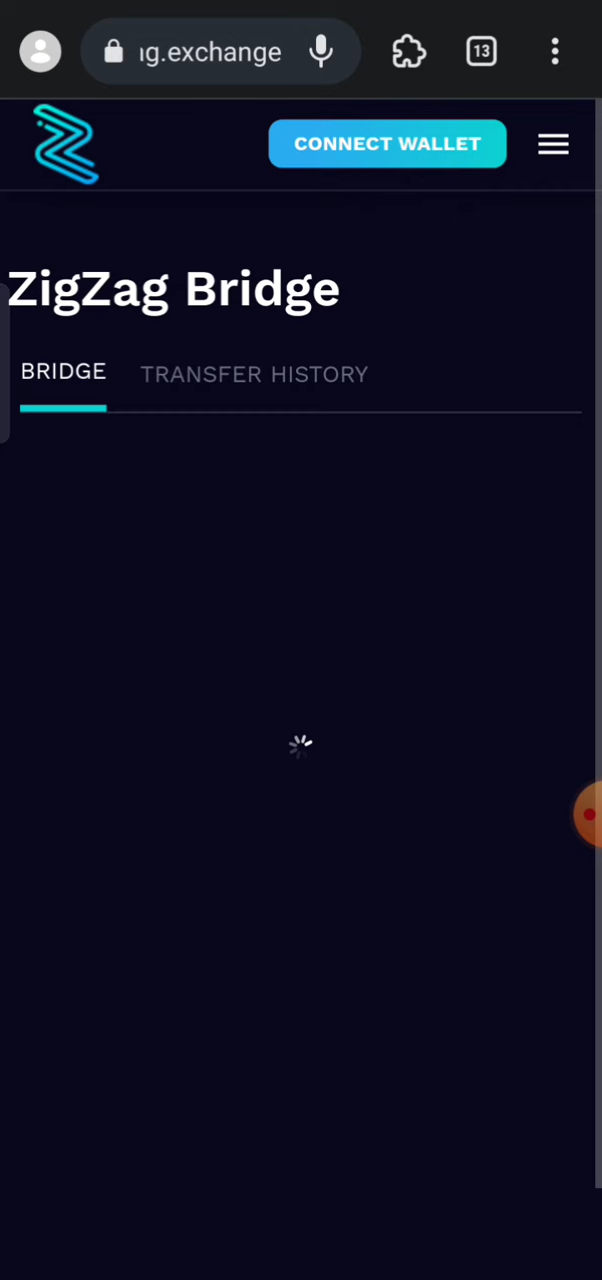 ıg.exchange
13
CONNECT WALLET
ZigZag Bridge
BRIDGE
TRANSFER HISTORY